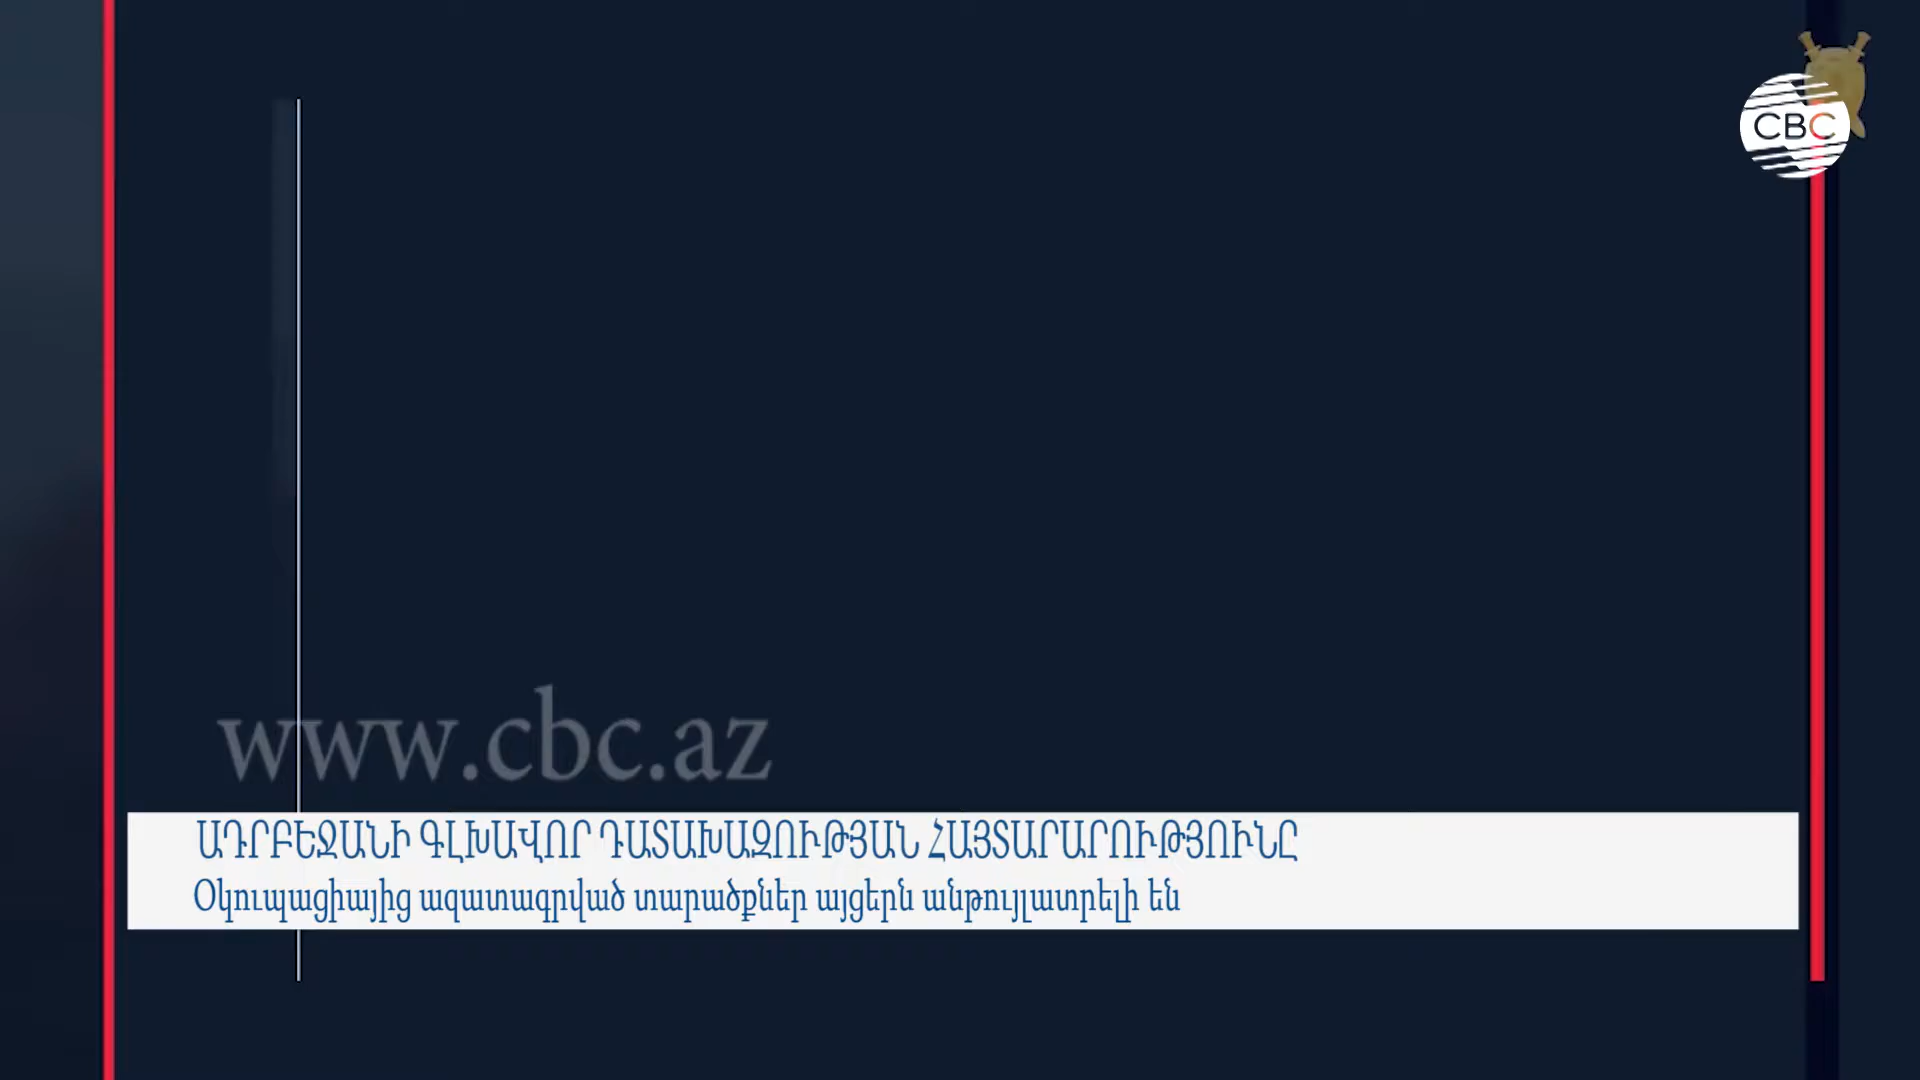 CBC
www.cbc.az
ԱԴՐԲԵՋԱՆԻ ԳԼԽԱՎՈՐ ԴԱՏԱԽԱԶՈՒԹՅԱՆ ՀԱՅՏԱՐԱՐՈՒԹՅՈՒՆԸ
Օկուպացիայից ազատագրված տարածքներ այցերն անթույլատրելի են